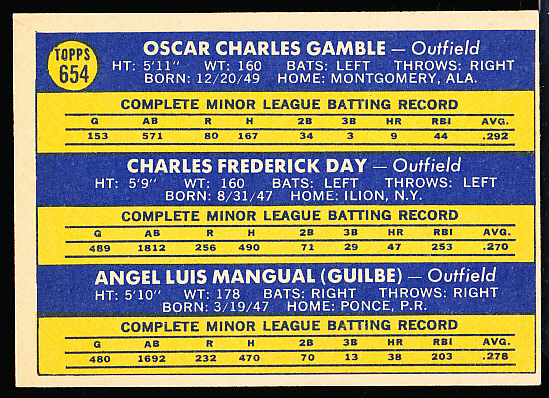 TOPPS
654
OSCAR CHARLES GAMBLE — Outfield
HT: 5'11" WT: 160 BATS: LEFT THROWS: RIGHT
BORN: 12/20/49 HOME: MONTGOMERY, ALA.
COMPLETE MINOR LEAGUE BATTING RECORD
G AB R H 2B 3B HR RBI AVG.
153 571 80 167 34 3 9 44 .292
CHARLES FREDERICK DAY — Outfield
HT: 5'9" WT: 160 BATS: LEFT THROWS: LEFT
BORN: 8/31/47 HOME: ILION, N.Y.
COMPLETE MINOR LEAGUE BATTING RECORD
G AB R H 2B 3B HR RBI AVG.
489 1812 256 490 71 29 47 253 .270
ANGEL LUIS MANGUAL (GUILBE) — Outfield
HT: 5'10" WT: 178 BATS: RIGHT THROWS: RIGHT
BORN: 3/19/47 HOME: PONCE, P.R.
COMPLETE MINOR LEAGUE BATTING RECORD
G AB R H 2B 3B HR RBI AVG.
480 1692 232 470 70 13 38 203 .278